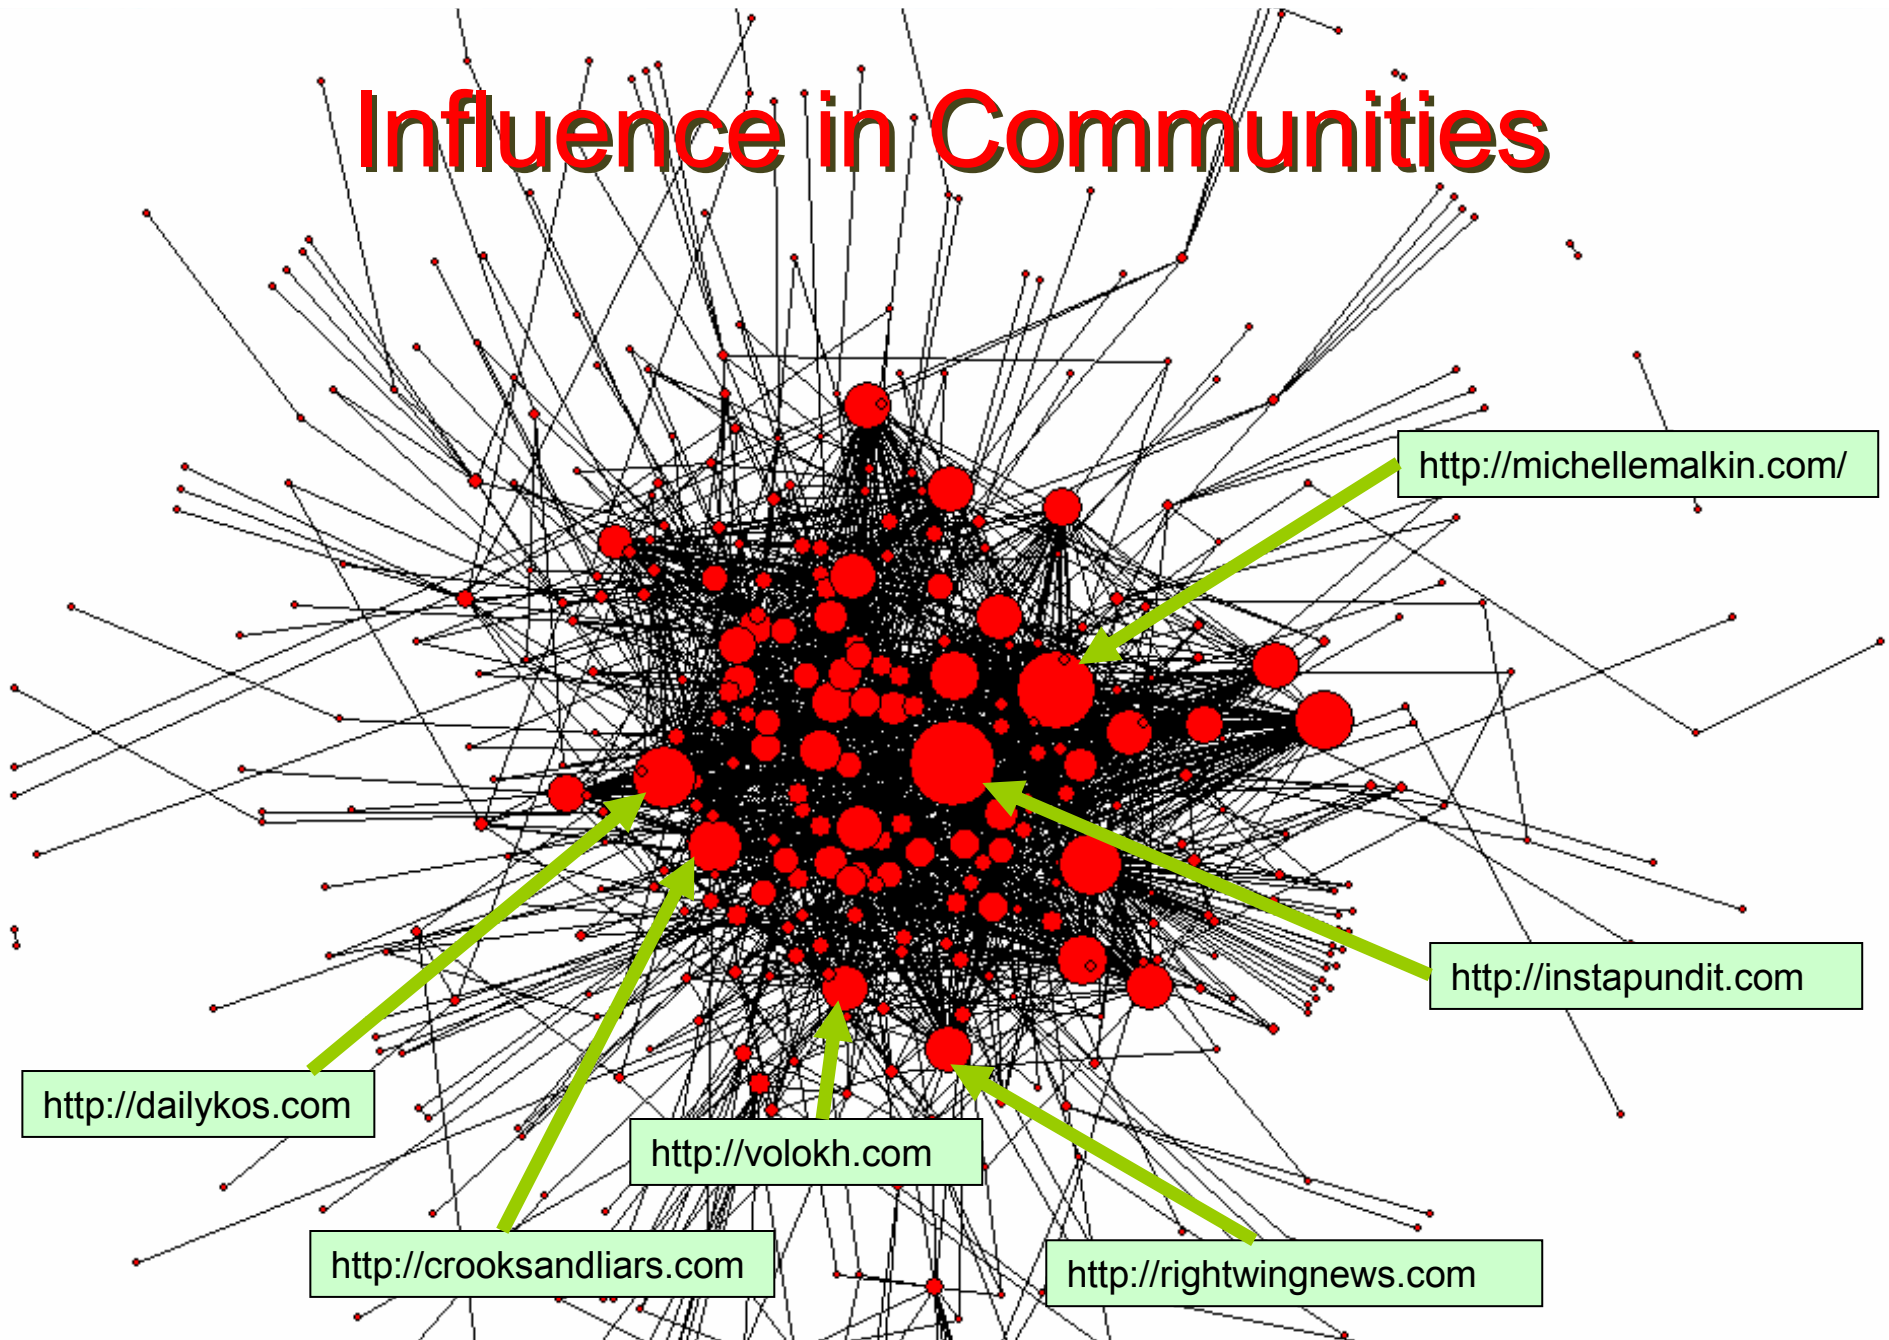 Influence in Communities
http://michellemalkin.com/
http://instapundit.com
http://dailykos.com
http://volokh.com
http://crooksandliars.com
http://rightwingnews.com